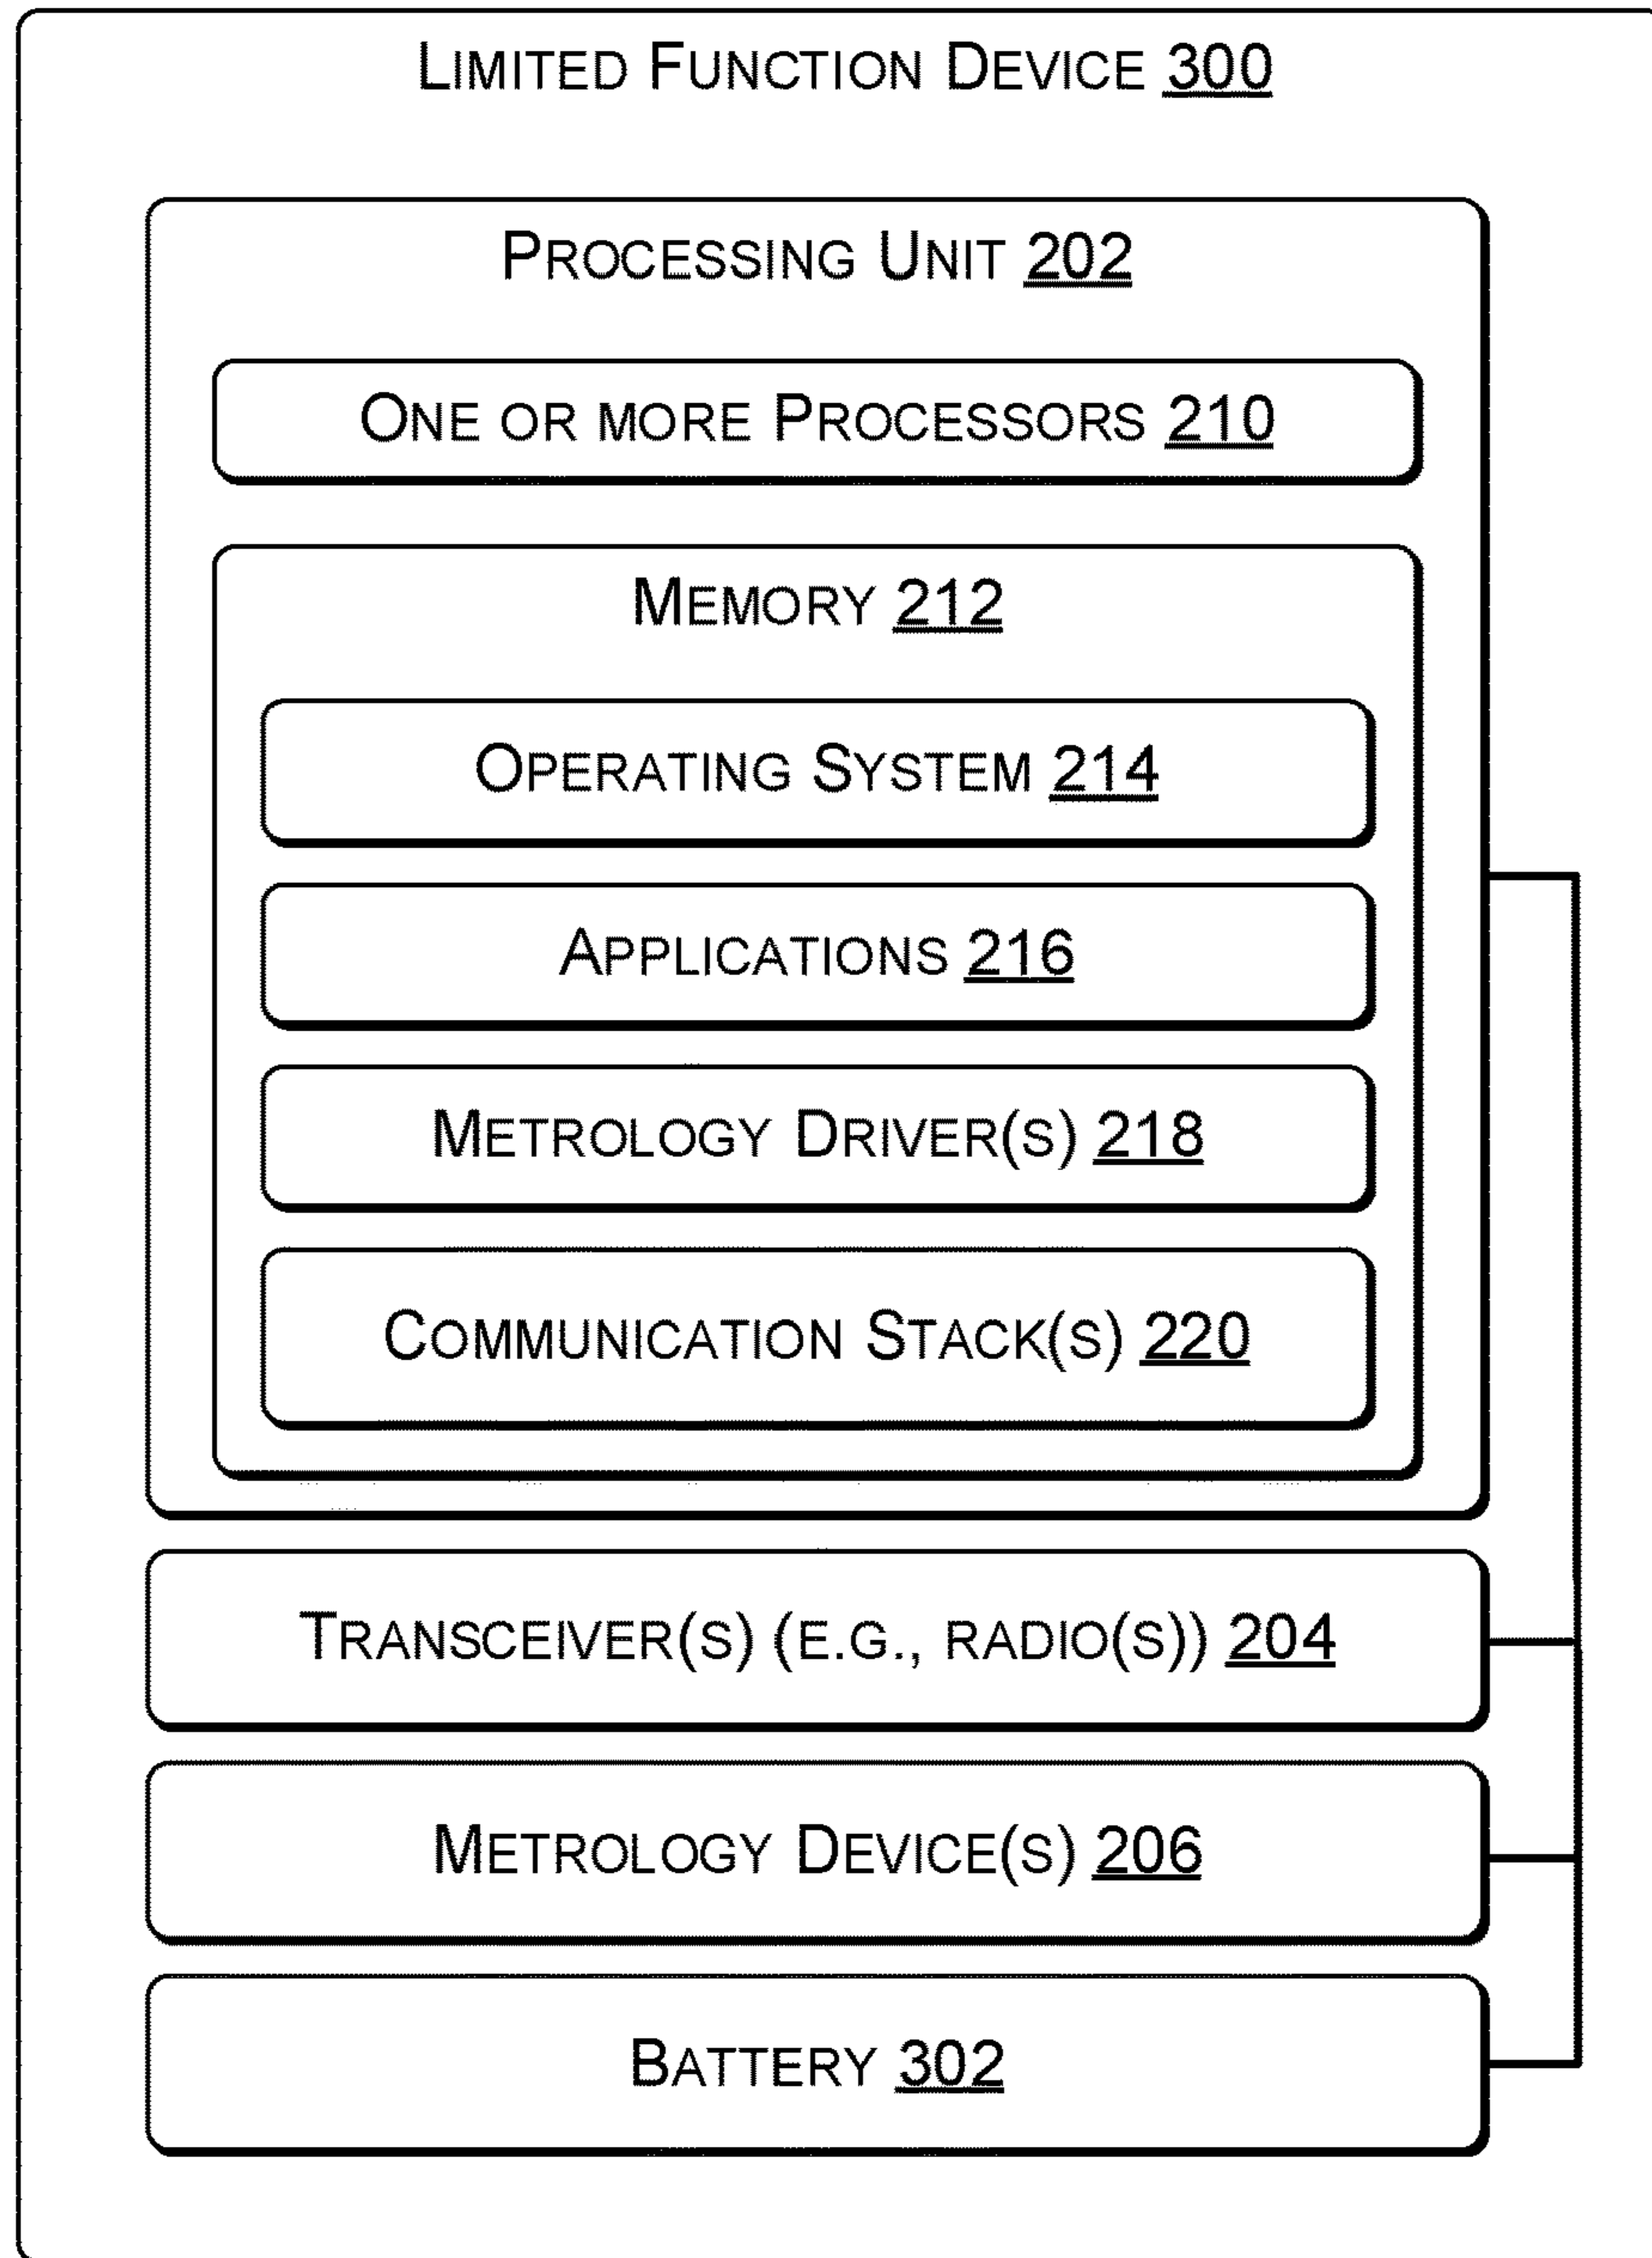 LIMITED FUNCTION DEVICE 300
PROCESSING UNIT 202
ONE OR MORE PROCESSORS 210
MEMORY 212
OPERATING SYSTEM 214
APPLICATIONS 216
METROLOGY DRIVER(S) 218
COMMUNICATION STACK(S) 220
TRANSCEIVER(S) (E.G., RADIO(S)) 204
METROLOGY DEVICE(S) 206
BATTERY 302